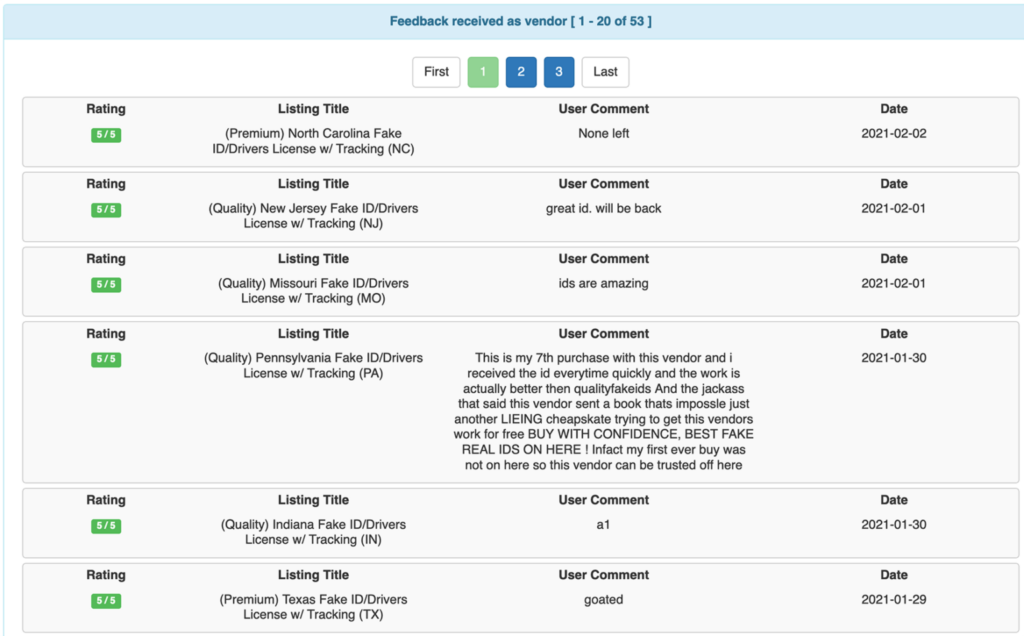 Feedback received as vendor [ 1 - 20 of 53 ]
First 1 2 3 Last
Rating Listing Title User Comment Date
5 / 5 (Premium) North Carolina Fake None left 2021-02-02
ID/Drivers License w/ Tracking (NC)
Rating Listing Title User Comment Date
5 / 5 (Quality) New Jersey Fake ID/Drivers great id. will be back 2021-02-01
License w/ Tracking (NJ)
Rating Listing Title User Comment Date
5 / 5 (Quality) Missouri Fake ID/Drivers ids are amazing 2021-02-01
License w/ Tracking (MO)
Rating Listing Title User Comment Date
5 / 5 (Quality) Pennsylvania Fake ID/Drivers This is my 7th purchase with this vendor and i 2021-01-30
License w/ Tracking (PA) received the id everytime quickly and the work is
actually better then qualityfakeids And the jackass
that said this vendor sent a book thats impossle just
another LIEING cheapskate trying to get this vendors
work for free BUY WITH CONFIDENCE, BEST FAKE
REAL IDS ON HERE ! Infact my first ever buy was
not on here so this vendor can be trusted off here
Rating Listing Title User Comment Date
5 / 5 (Quality) Indiana Fake ID/Drivers a1 2021-01-30
License w/ Tracking (IN)
Rating Listing Title User Comment Date
5 / 5 (Premium) Texas Fake ID/Drivers goated 2021-01-29
License w/ Tracking (TX)